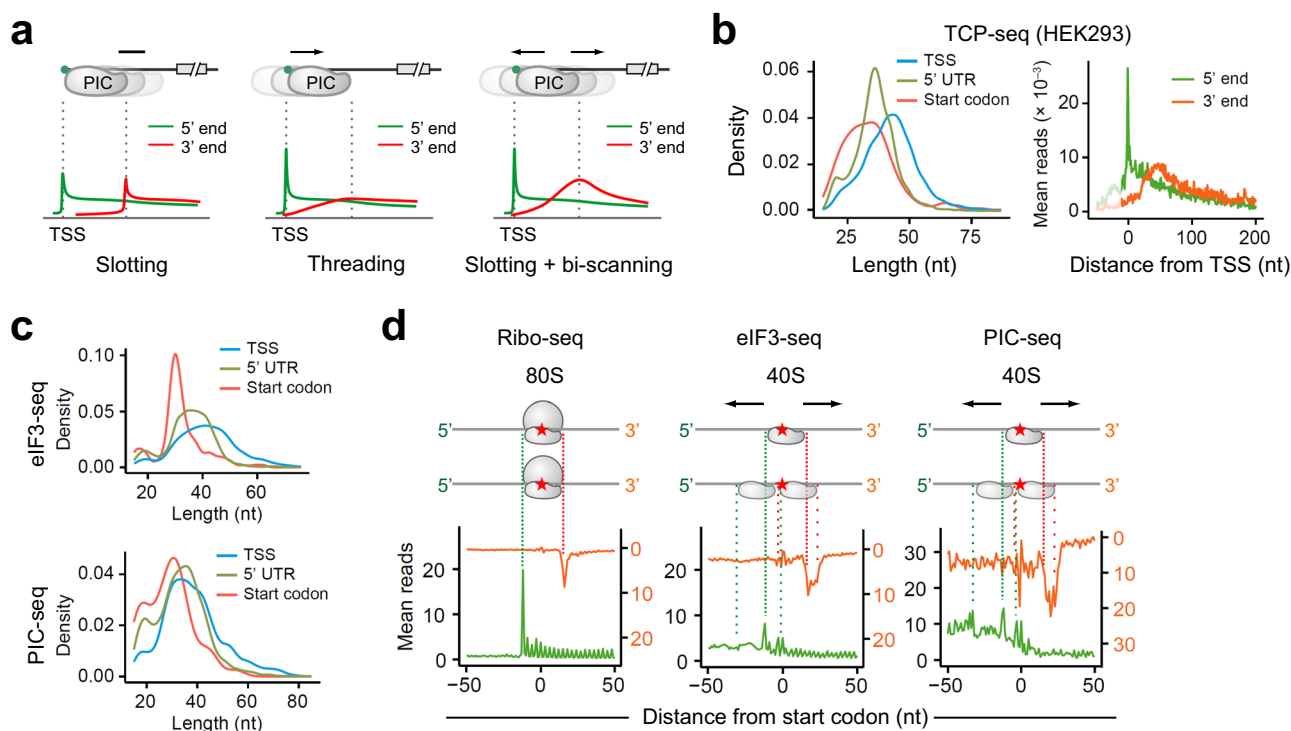 a
PIC
PIC
PIC
5’ end
3’ end
5’ end
3’ end
5’ end
3’ end
TSS
TSS
TSS
Slotting
Threading
Slotting + bi-scanning
b
TCP-seq (HEK293)
TSS
5’ UTR
Start codon
Density
0.06
0.04
0.02
0.00
25
50
75
Length (nt)
5’ end
3’ end
Mean reads (× 10⁻³)
20
10
0
0
100
200
Distance from TSS (nt)
c
eIF3-seq
Density
0.10
0.05
0.00
TSS
5’ UTR
Start codon
20
40
60
Length (nt)
PIC-seq
Density
0.04
0.02
0.00
TSS
5’ UTR
Start codon
20
40
60
80
Length (nt)
d
Ribo-seq
eIF3-seq
PIC-seq
80S
40S
40S
5’
3’
5’
3’
5’
3’
5’
3’
5’
3’
5’
3’
Mean reads
20
10
0
0
10
20
−50
0
50
20
10
0
0
10
20
−50
0
50
30
20
10
0
0
10
20
30
−50
0
50
Distance from start codon (nt)